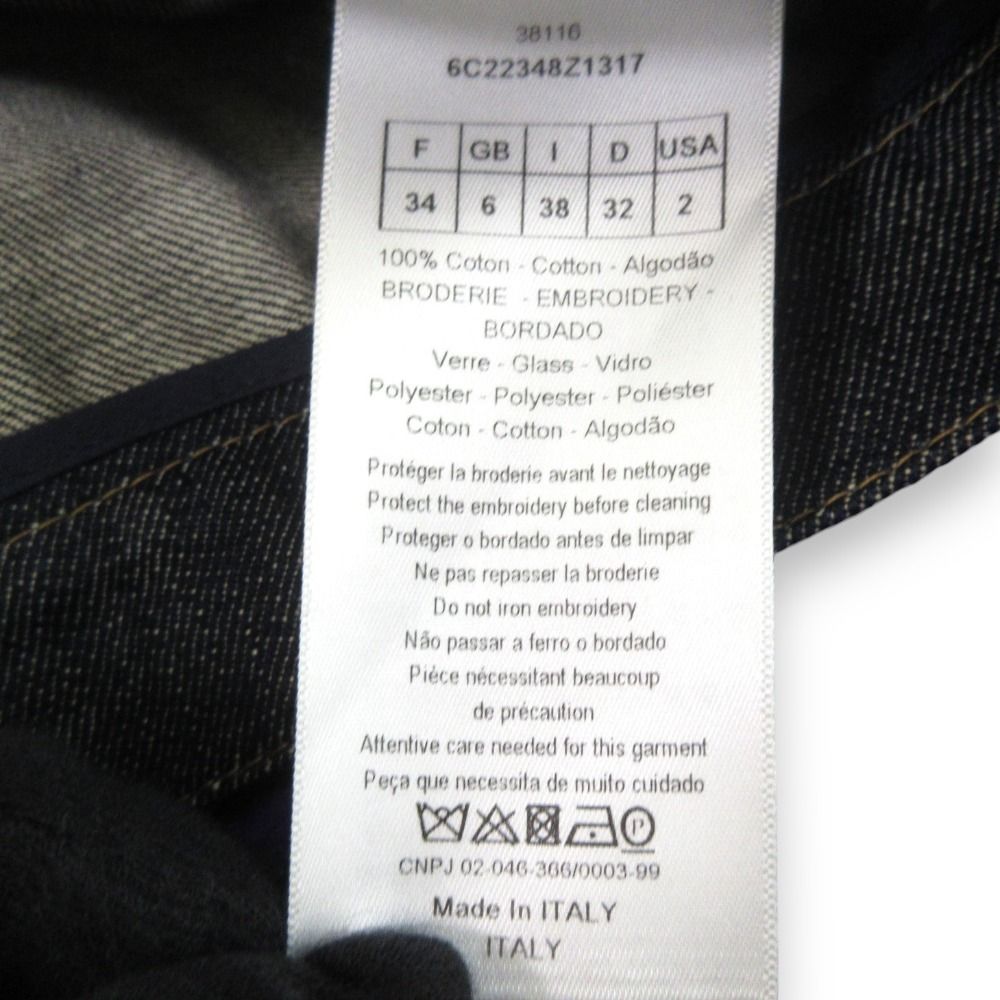 38116
6C22348Z1317
F GB I D USA
34 6 38 32 2
100% Coton - Cotton - Algodão
BRODERIE - EMBROIDERY -
BORDADO
Verre - Glass - Vidro
Polyester - Polyester - Poliéster
Coton - Cotton - Algodão
Protéger la broderie avant le nettoyage
Protect the embroidery before cleaning
Proteger o bordado antes de limpar
Ne pas repasser la broderie
Do not iron embroidery
Não passar a ferro o bordado
Piéce nécessitant beaucoup
de précaution
Attentive care needed for this garment
Peça que necessita de muito cuidado
P
CNPJ 02-046-366/0003-99
Made In ITALY
ITALY